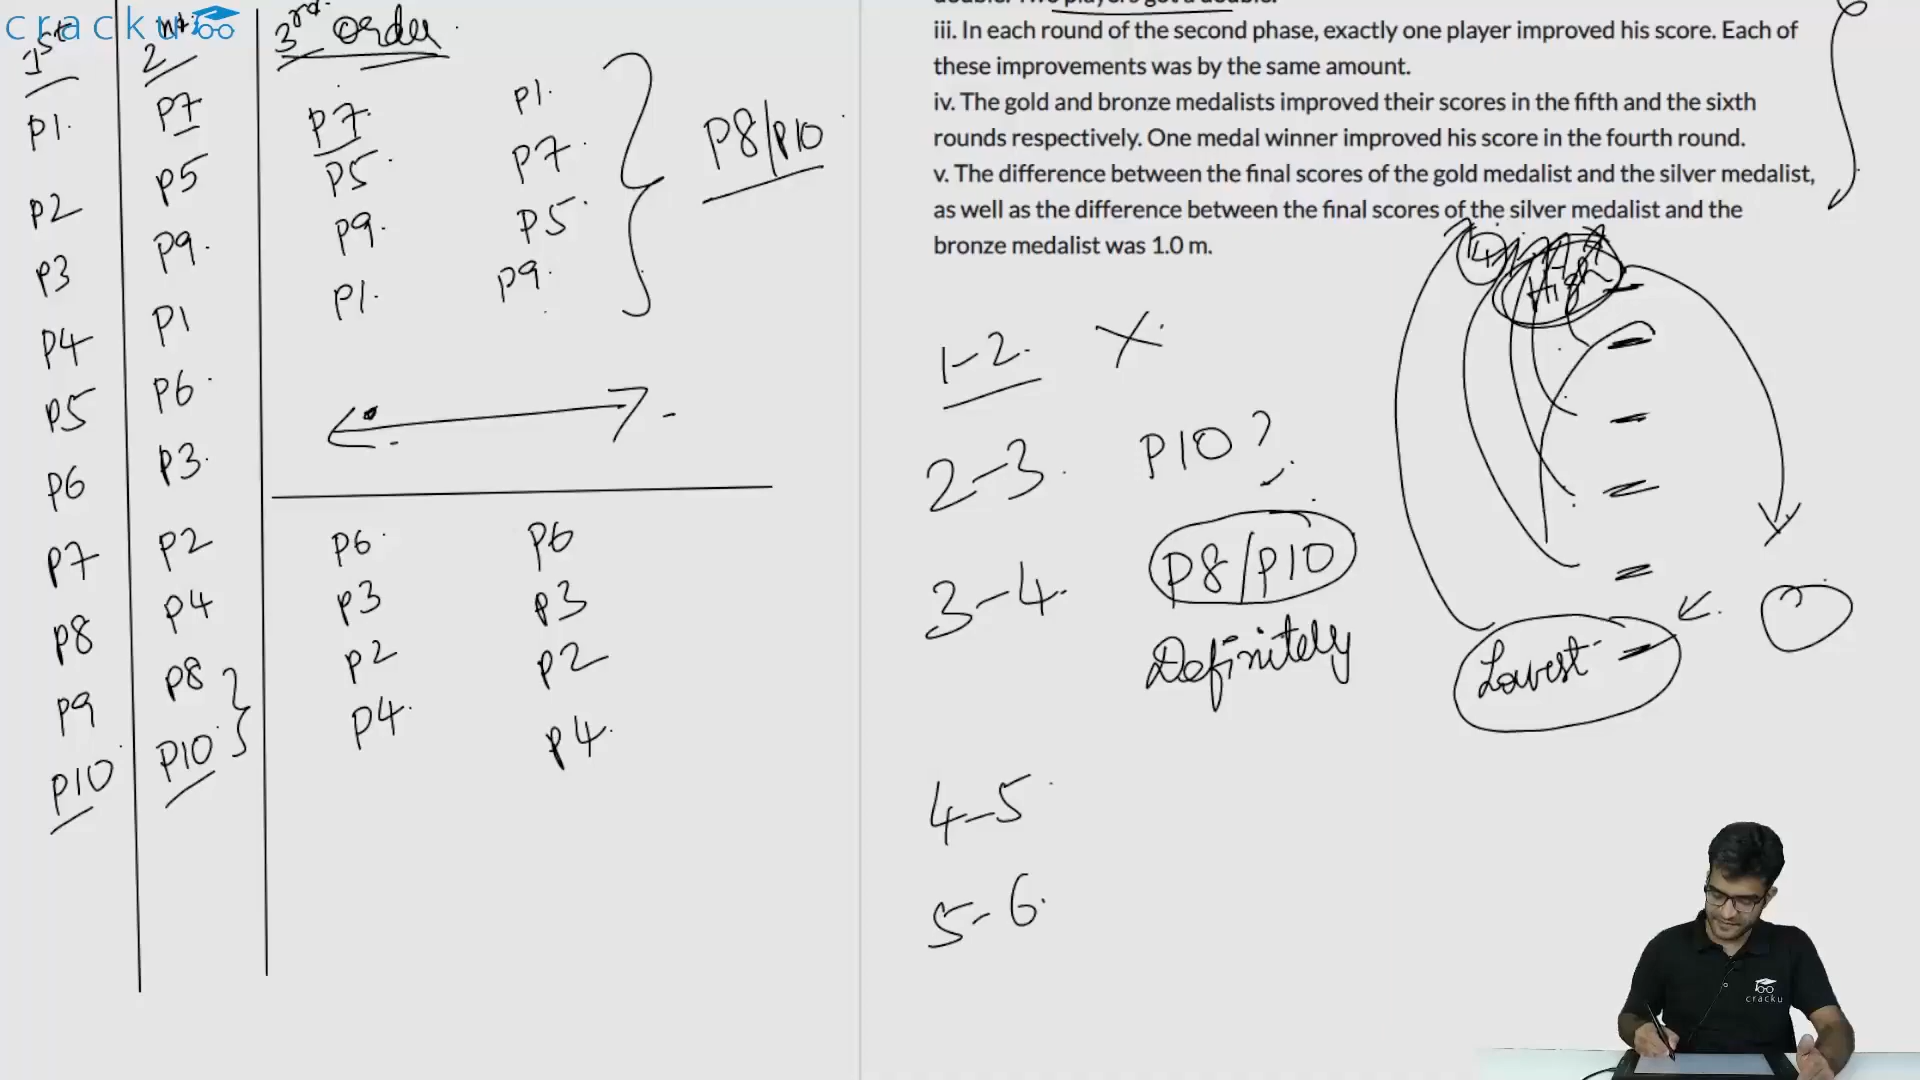 cracku
1st
P1.
P2
P3
P4
P5
P6
P7
P8
P9
P10
2nd
P7
P5
P9.
P1
P6
P3.
P2
P4
P8
P10
3rd order
P7. P1.
P5 P7.
P9. P5
P1. P9.
P8/P10
P6 P6
P3 P3
P2 P2
P4 P4
iii. In each round of the second phase, exactly one player improved his score. Each of
these improvements was by the same amount.
iv. The gold and bronze medalists improved their scores in the fifth and the sixth
rounds respectively. One medal winner improved his score in the fourth round.
v. The difference between the final scores of the gold medalist and the silver medalist,
as well as the difference between the final scores of the silver medalist and the
bronze medalist was 1.0 m.
1-2. X
2-3. P10?
3-4. P8/P10
Definitely
4-5
5-6.
4
Lowest
cracku